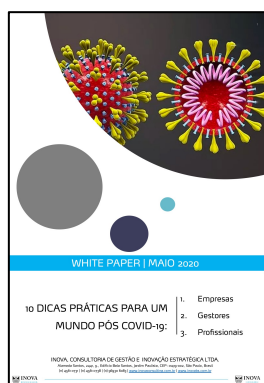 WHITE PAPER | MAIO 2020
10 DICAS PRÁTICAS PARA UM
MUNDO PÓS COVID-19:
1. Empresas
2. Gestores
3. Profissionais
INOVA, CONSULTORIA DE GESTÃO E INOVAÇÃO ESTRATÉGICA LTDA.
INOVA
INOVA